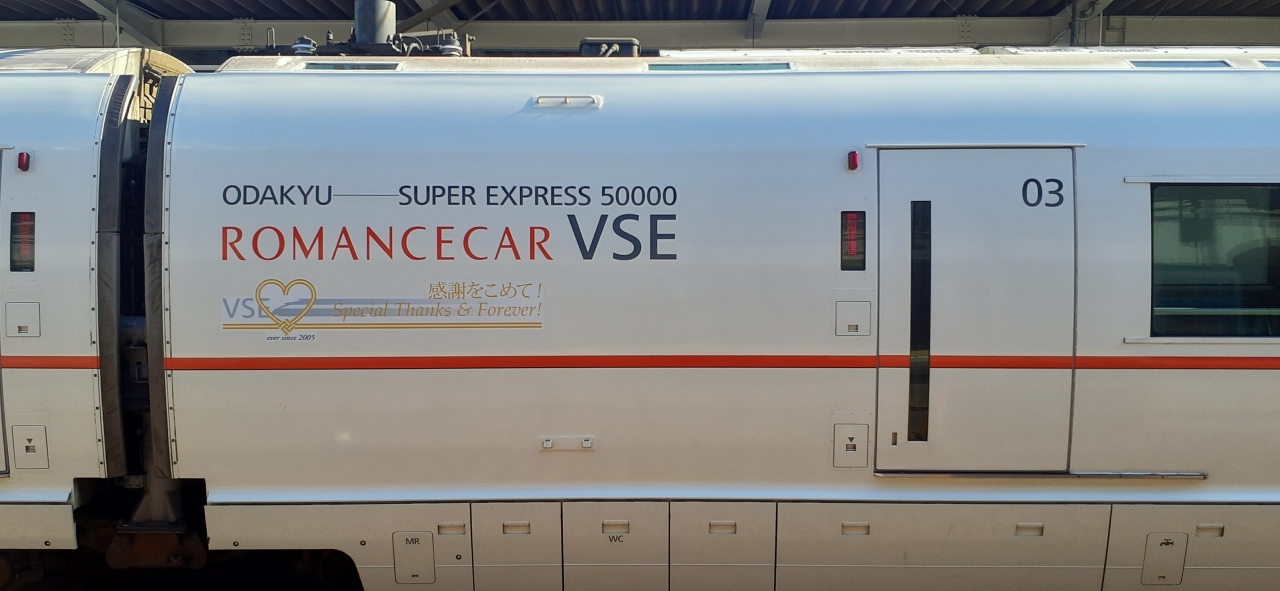 ODAKYU——SUPER EXPRESS 50000
ROMANCECAR VSE
VSE
感謝をこめて!
Special Thanks & Forever!
ever since 2005
03
MR
WC